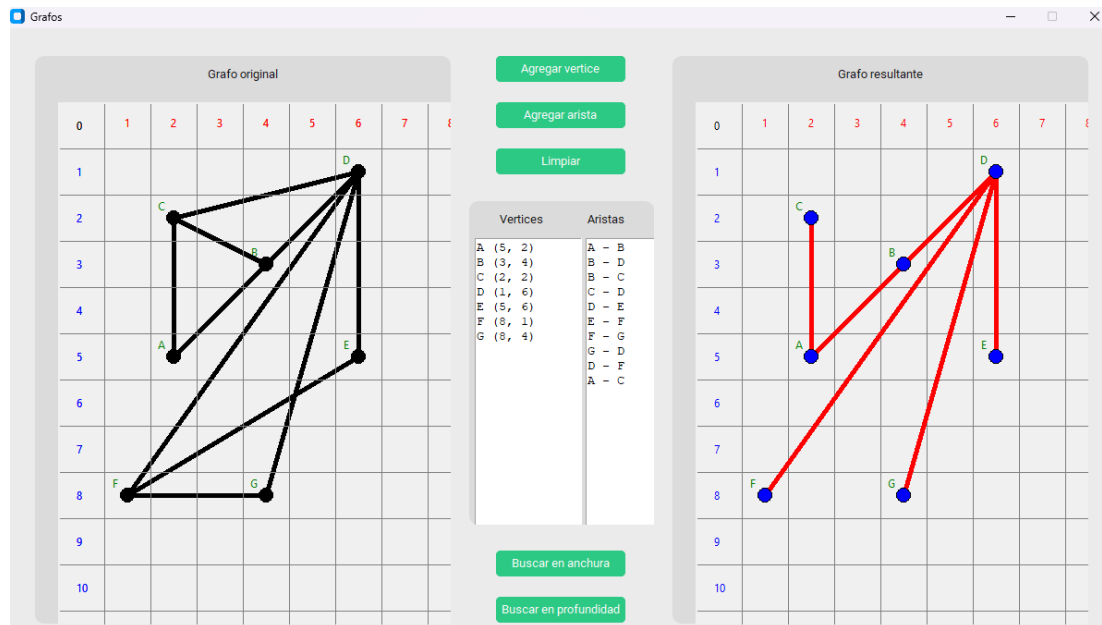 Grafos
Grafo original
0 1 2 3 4 5 6 7 8
1
2
3
4
5
6
7
8
9
10
D
C
B
A
E
F
G
Agregar vertice
Agregar arista
Limpiar
Vertices
A (5, 2)
B (3, 4)
C (2, 2)
D (1, 6)
E (5, 6)
F (8, 1)
G (8, 4)
Aristas
A - B
B - D
B - C
C - D
D - E
E - F
F - G
G - D
D - F
A - C
Buscar en anchura
Buscar en profundidad
Grafo resultante
0 1 2 3 4 5 6 7 8
1
2
3
4
5
6
7
8
9
10
D
C
B
A
E
F
G